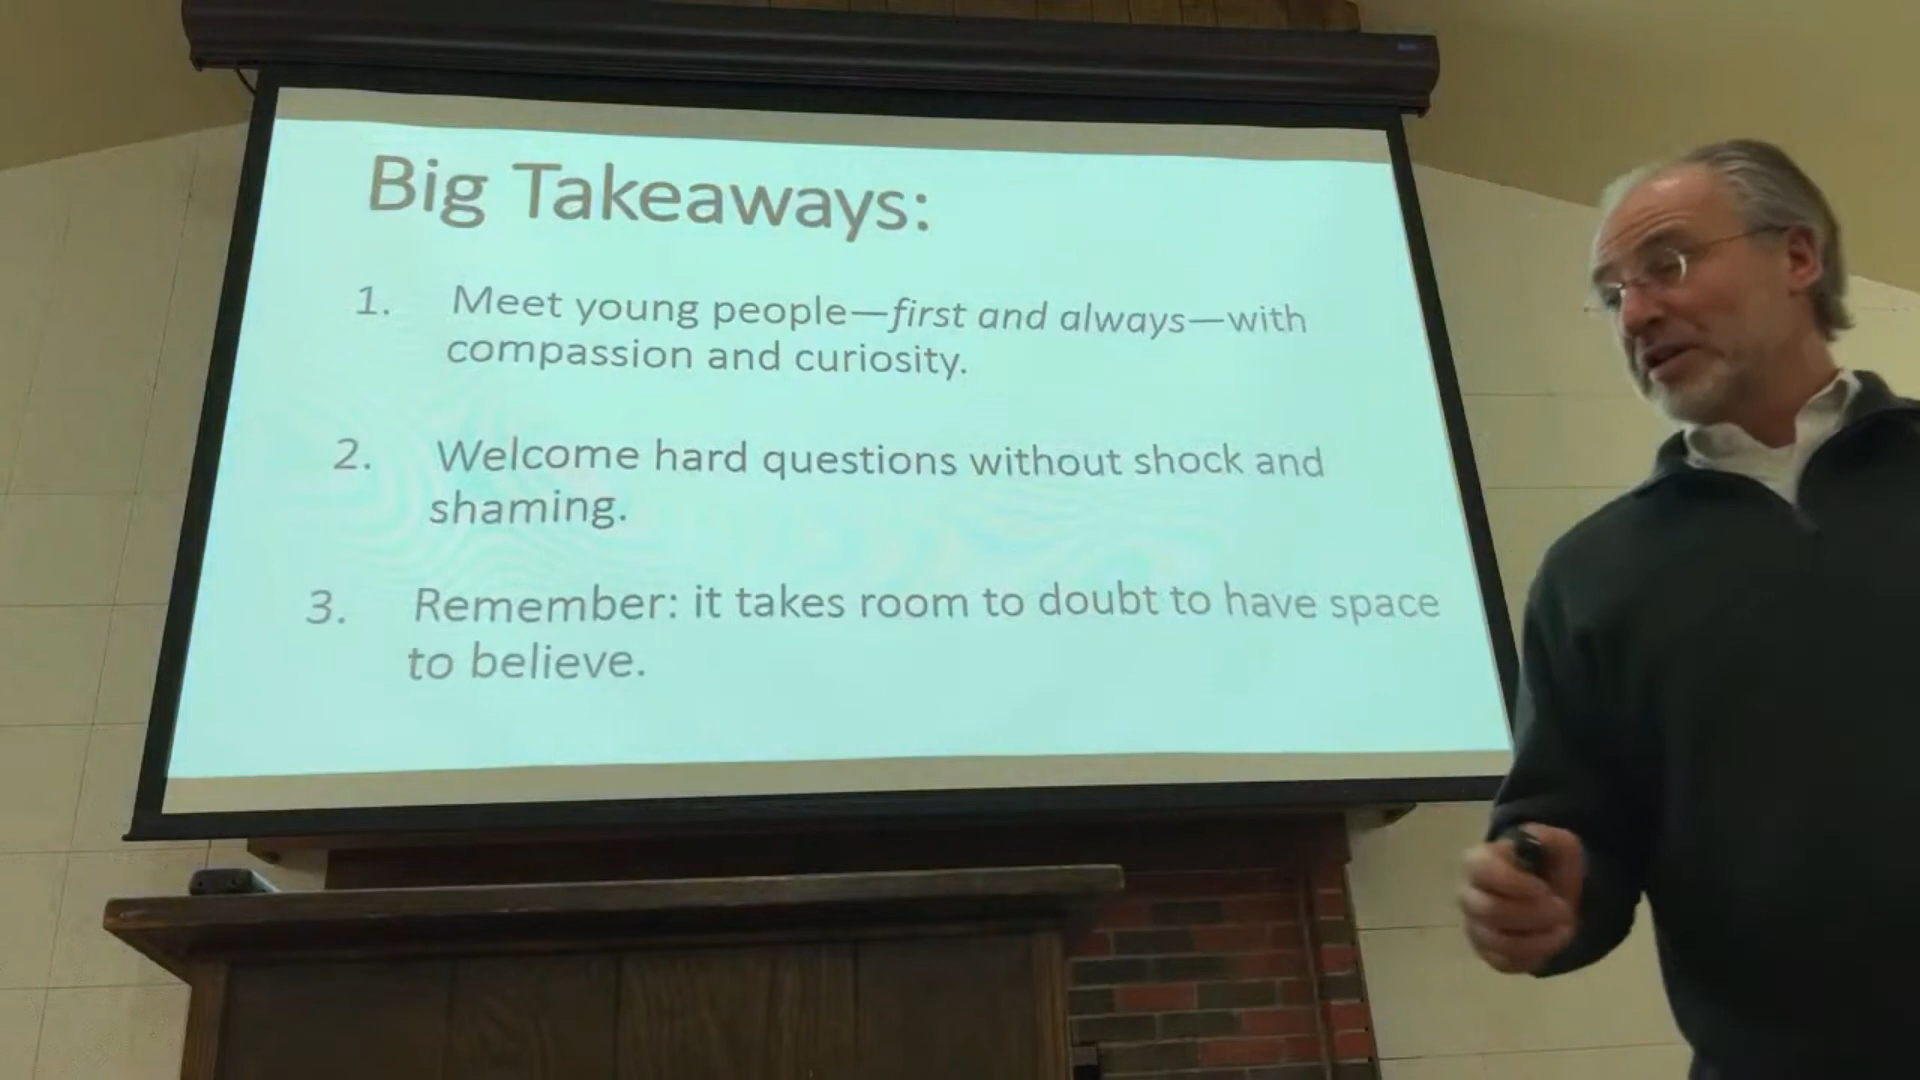 Big Takeaways:
1. Meet young people—first and always—with
compassion and curiosity.
2. Welcome hard questions without shock and
shaming.
3. Remember: it takes room to doubt to have space
to believe.